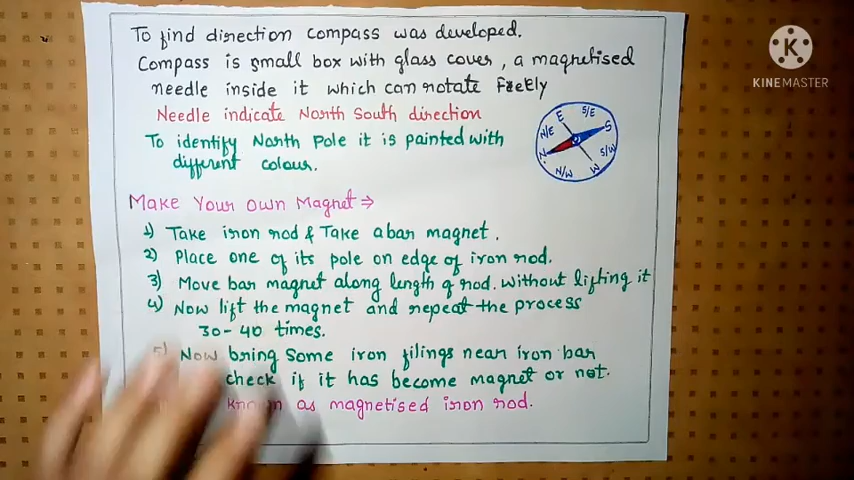 To find direction compass was developed.
Compass is small box with glass cover, a magnetised
needle inside it which can rotate Freely
Needle indicate North South direction
To identify North Pole it is painted with
different colour.
N
N/E
E
S/E
S
S/W
W
N/W
Make Your own Magnet →
1) Take iron rod & Take a bar magnet.
2) Place one of its pole on edge of iron rod.
3) Move bar magnet along length of rod. without lifting it
4) Now lift the magnet and repeat the process
30-40 times.
5) Now bring some iron filings near iron bar
check if it has become magnet or not.
known as magnetised iron rod.
K
KINEMASTER